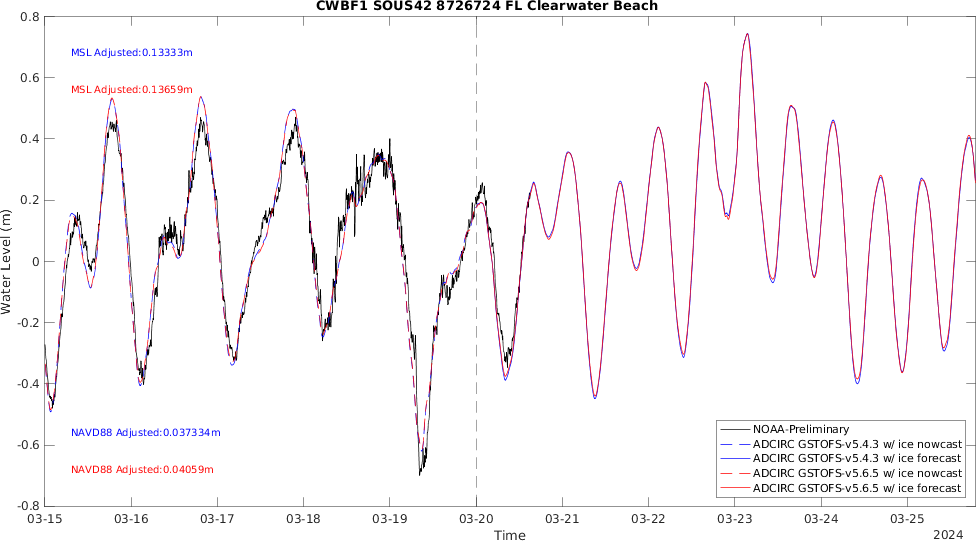 CWBF1 SOUS42 8726724 FL Clearwater Beach
0.8
MSL Adjusted:0.13333m
0.6
MSL Adjusted:0.13659m
0.4
0.2
Water Level (m)
0
-0.2
-0.4
NAVD88 Adjusted:0.037334m
NOAA-Preliminary
-0.6
ADCIRC GSTOFS-v5.4.3 w/ ice nowcast
ADCIRC GSTOFS-v5.4.3 w/ ice forecast
NAVD88 Adjusted:0.04059m
ADCIRC GSTOFS-v5.6.5 w/ ice nowcast
ADCIRC GSTOFS-v5.6.5 w/ ice forecast
-0.8
03-15 03-16 03-17 03-18 03-19 03-20 03-21 03-22 03-23 03-24 03-25
Time
2024